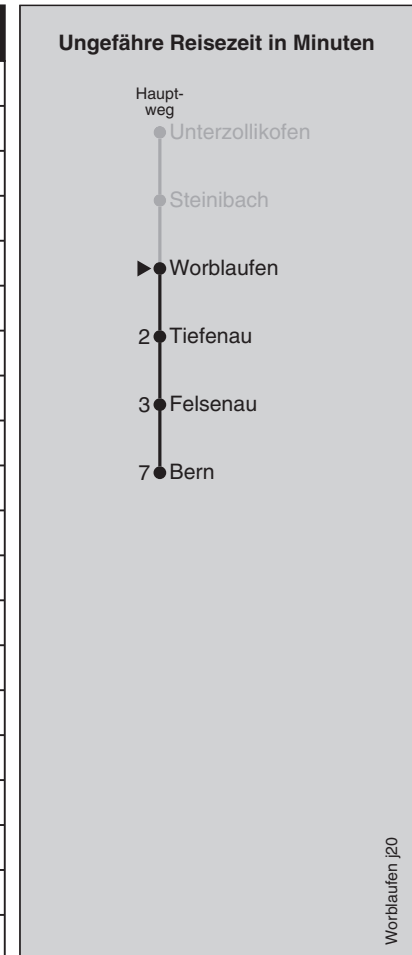 Ungefähre Reisezeit in Minuten
Haupt-
weg
Unterzollikofen
Steinibach
Worblaufen
2 Tiefenau
3 Felsenau
7 Bern
Worblaufen j20